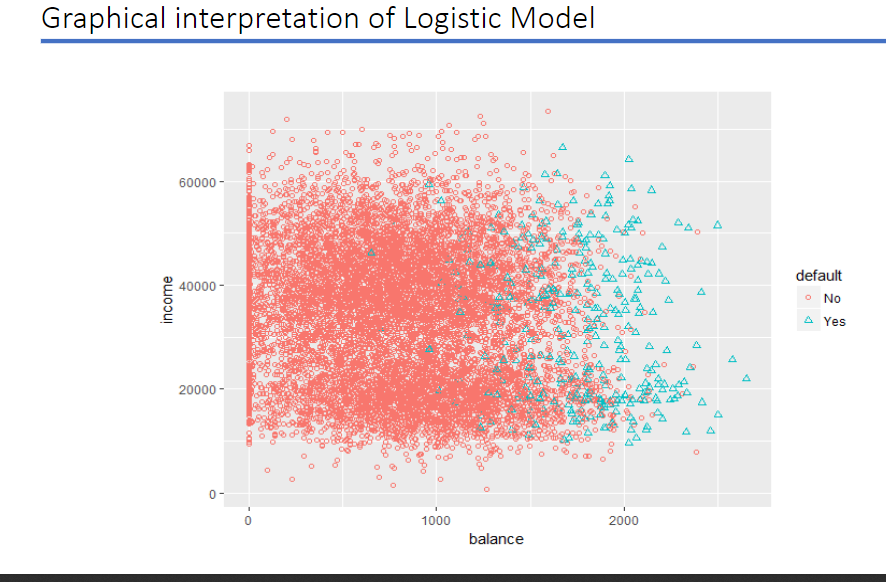 Graphical interpretation of Logistic Model
60000
40000
20000
0
income
0 1000 2000
balance
default
No
Yes